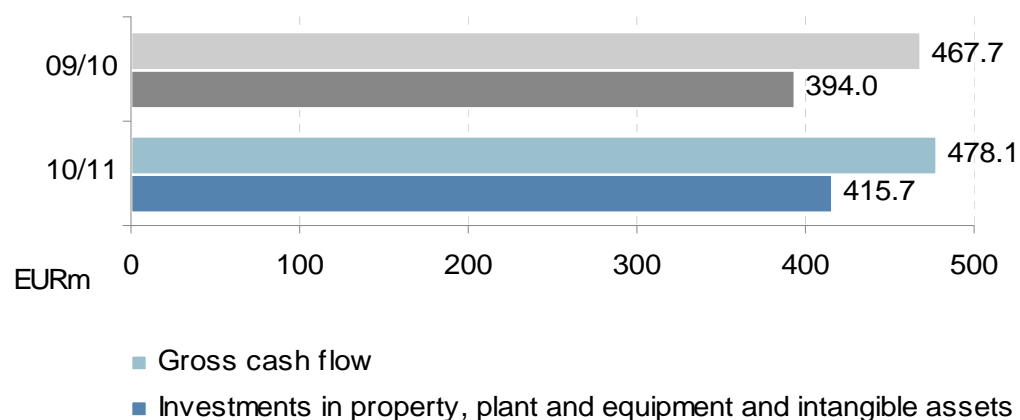 09/10
467.7
394.0
10/11
478.1
415.7
EURm
0 100 200 300 400 500
Gross cash flow
Investments in property, plant and equipment and intangible assets